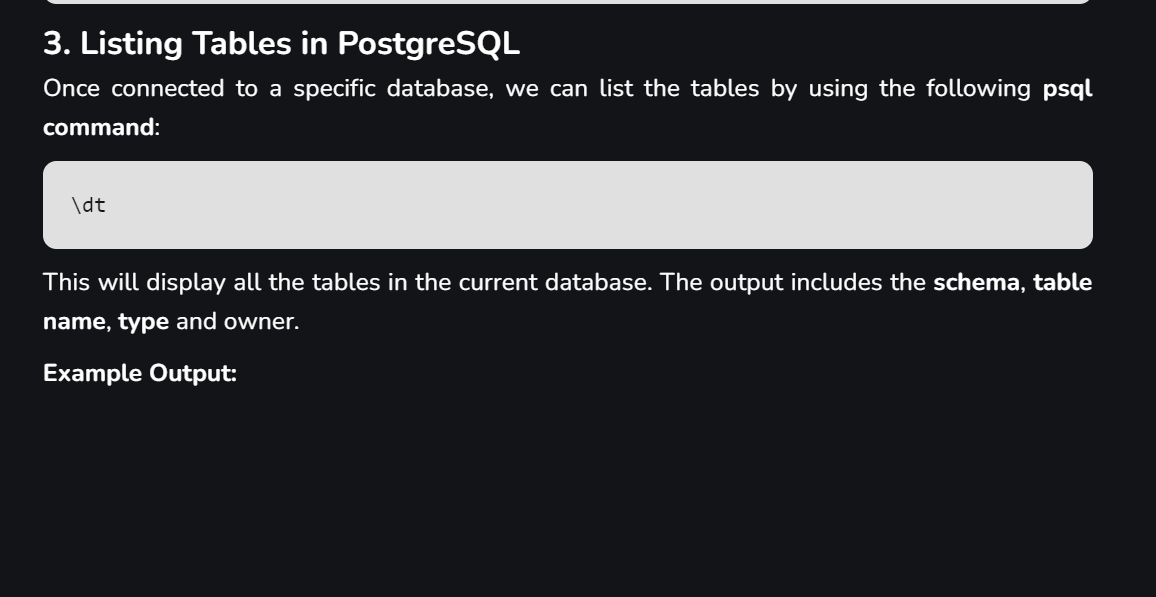 3. Listing Tables in PostgreSQL
Once connected to a specific database, we can list the tables by using the following psql
command:
\dt
This will display all the tables in the current database. The output includes the schema, table
name, type and owner.
Example Output: